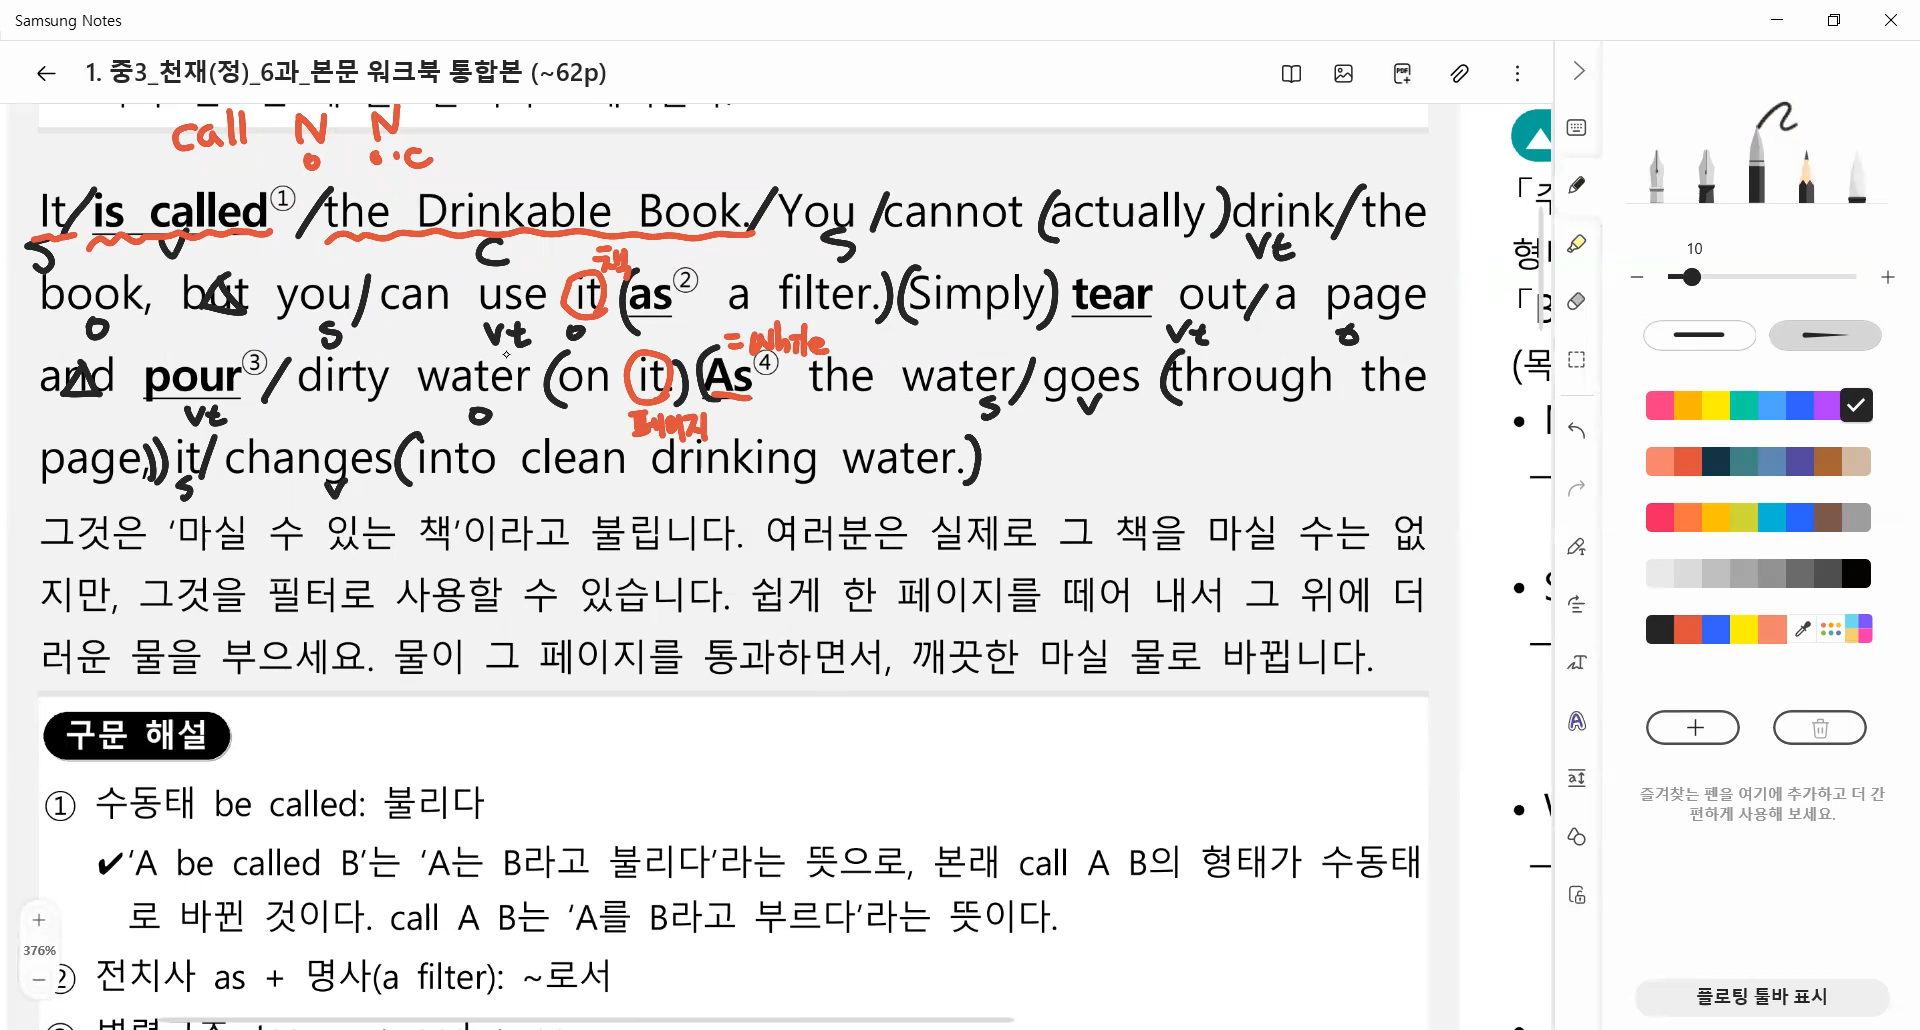 Samsung Notes
1. 중3_천재(정)_6과_본문 워크북 통합본 (~62p)
call N N
o o.c
It/is called①/the Drinkable Book./You/cannot (actually)drink/the
S V C S Vt
책
book, but you/can use it (as② a filter.)(Simply) tear out/a page
o S Vt o Vt o
= while
and pour③/dirty water (on it.)(As④ the water/goes (through the
Vt o 페이지 S V
page,))it/changes(into clean drinking water.)
S V
그것은 ‘마실 수 있는 책’이라고 불립니다. 여러분은 실제로 그 책을 마실 수는 없
지만, 그것을 필터로 사용할 수 있습니다. 쉽게 한 페이지를 떼어 내서 그 위에 더
러운 물을 부으세요. 물이 그 페이지를 통과하면서, 깨끗한 마실 물로 바뀝니다.
구문 해설
① 수동태 be called: 불리다
✔‘A be called B’는 ‘A는 B라고 불리다’라는 뜻으로, 본래 call A B의 형태가 수동태
로 바뀐 것이다. call A B는 ‘A를 B라고 부르다’라는 뜻이다.
② 전치사 as + 명사(a filter): ~로서
376%
10
즐겨찾는 펜을 여기에 추가하고 더 간
편하게 사용해 보세요.
플로팅 툴바 표시